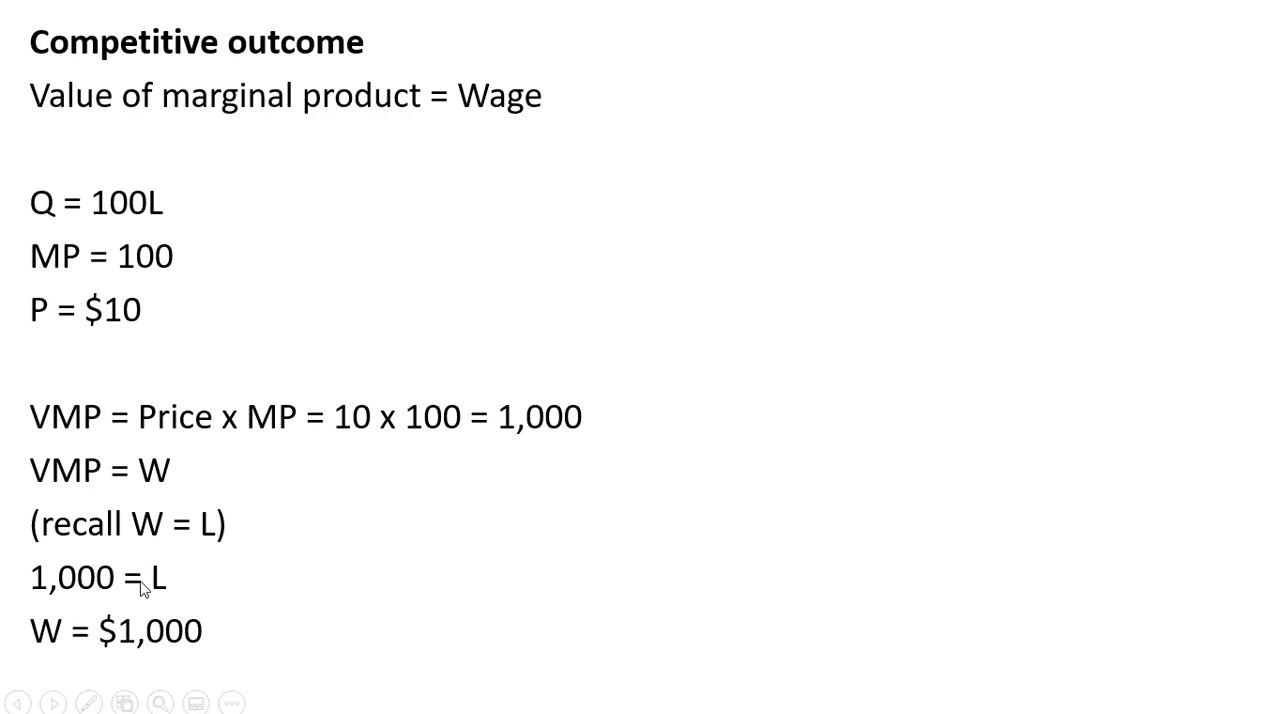 Competitive outcome
Value of marginal product = Wage
Q = 100L
MP = 100
P = $10
VMP = Price x MP = 10 x 100 = 1,000
VMP = W
(recall W = L)
1,000 = L
W = $1,000